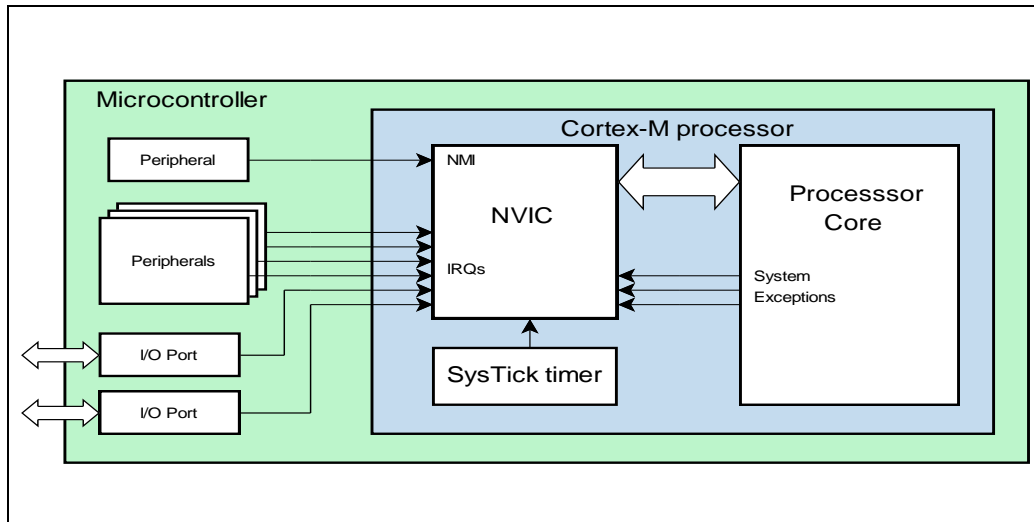 Microcontroller
Cortex-M processor
Peripheral
NMI
NVIC
Processsor
Core
Peripherals
IRQs
System
Exceptions
I/O Port
SysTick timer
I/O Port